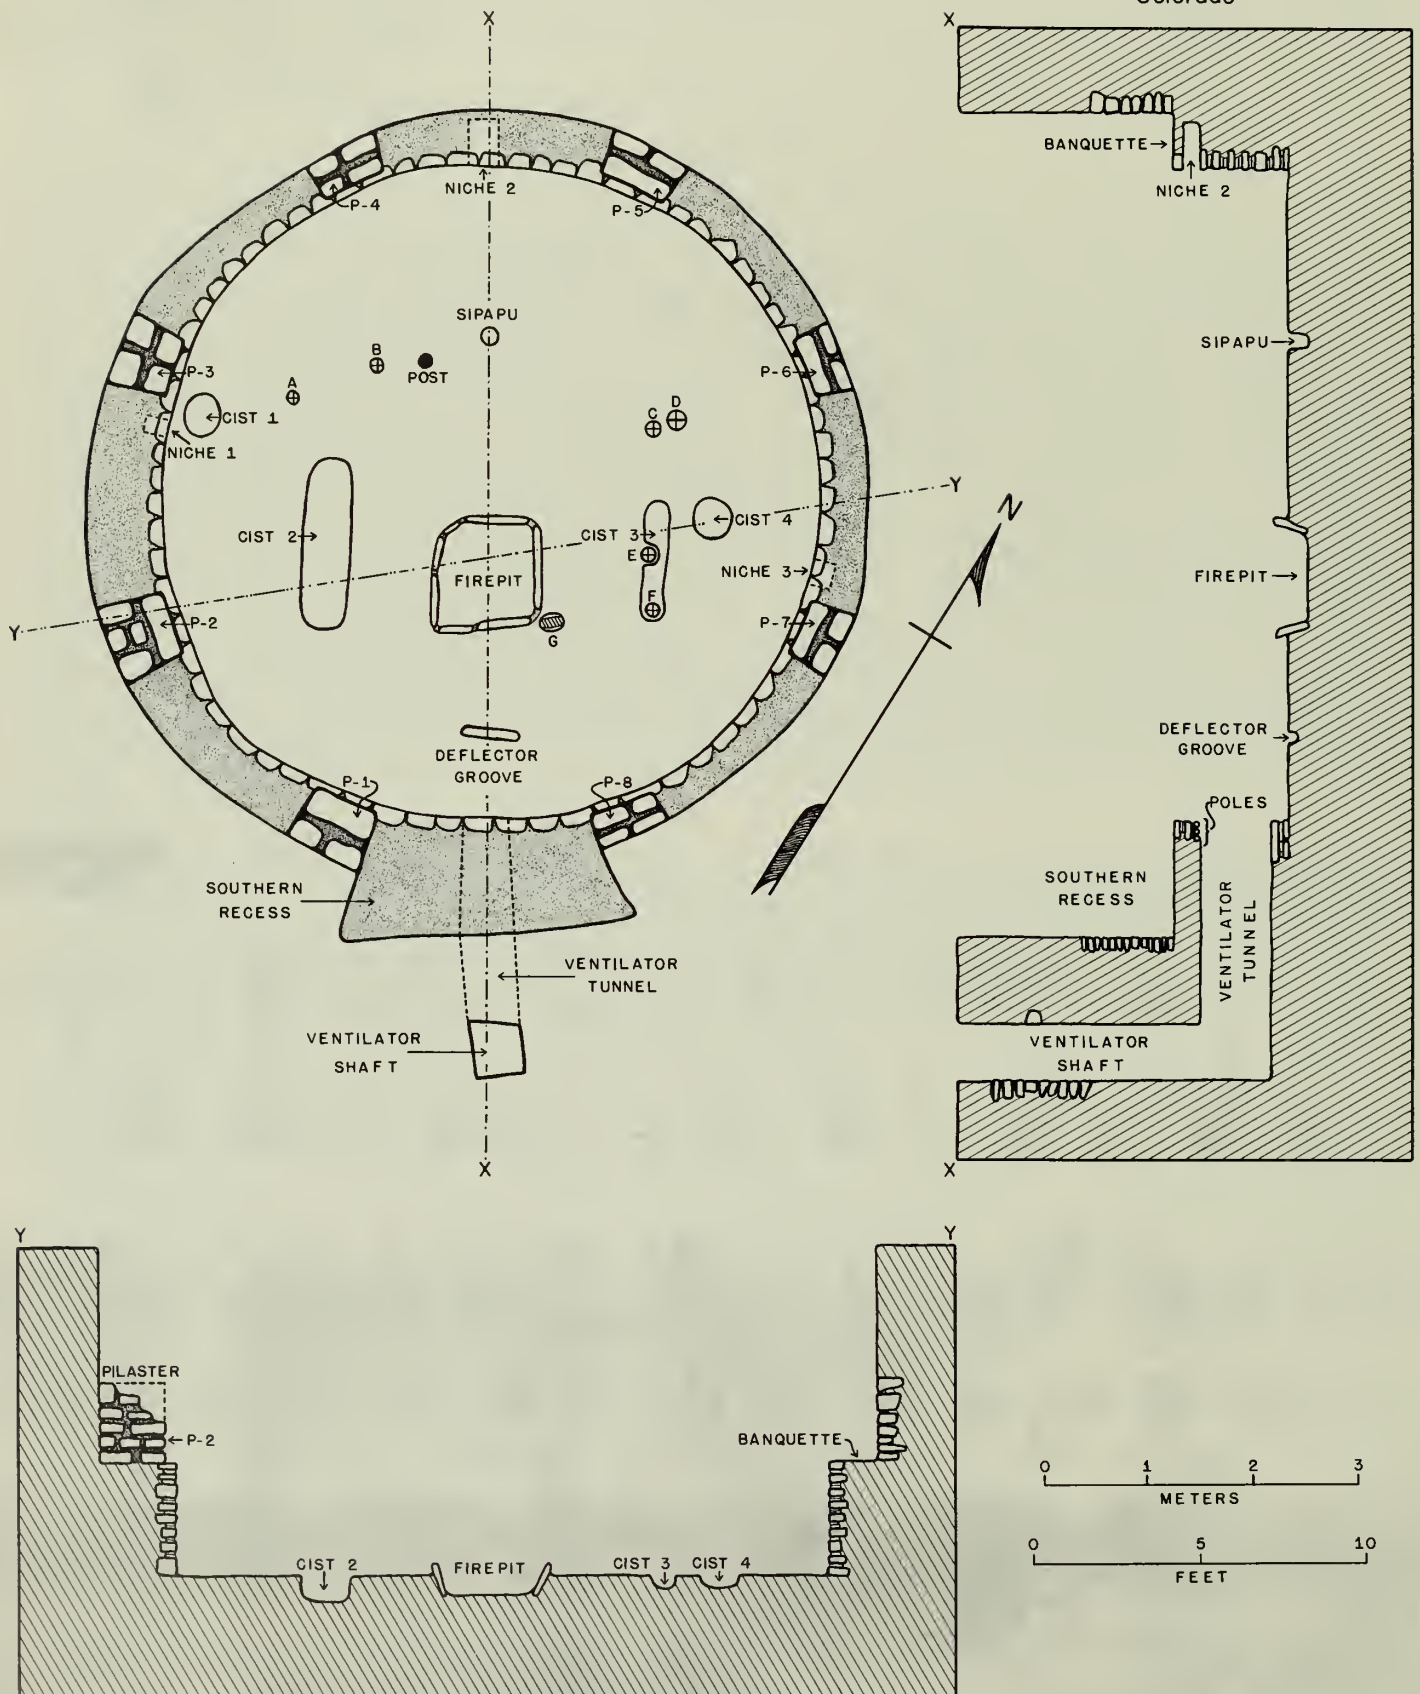 Colorado
X
NICHE 2
P-4
P-5
SIPAPU
B
POST
A
P-3
P-6
CIST 1
C D
NICHE 1
Y
CIST 2
CIST 3
CIST 4
E
NICHE 3
FIREPIT
F
Y
P-2
P-7
G
N
DEFLECTOR
GROOVE
P-1
P-8
SOUTHERN
RECESS
VENTILATOR
TUNNEL
VENTILATOR
SHAFT
X
X
BANQUETTE
NICHE 2
SIPAPU
FIREPIT
DEFLECTOR
GROOVE
POLES
SOUTHERN
RECESS
VENTILATOR
TUNNEL
VENTILATOR
SHAFT
X
Y
Y
PILASTER
P-2
BANQUETTE
CIST 2
FIREPIT
CIST 3
CIST 4
0 1 2 3
METERS
0 5 10
FEET